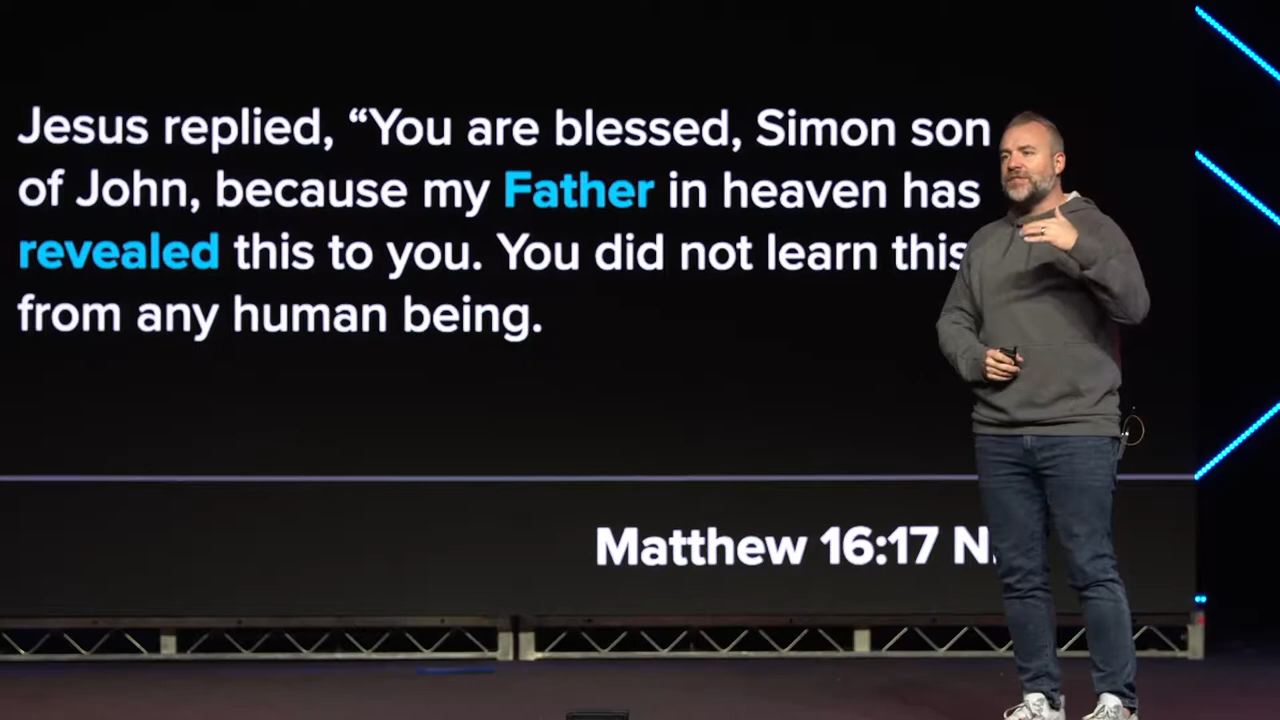 Jesus replied, “You are blessed, Simon son
of John, because my Father in heaven has
revealed this to you. You did not learn this
from any human being.
Matthew 16:17 N